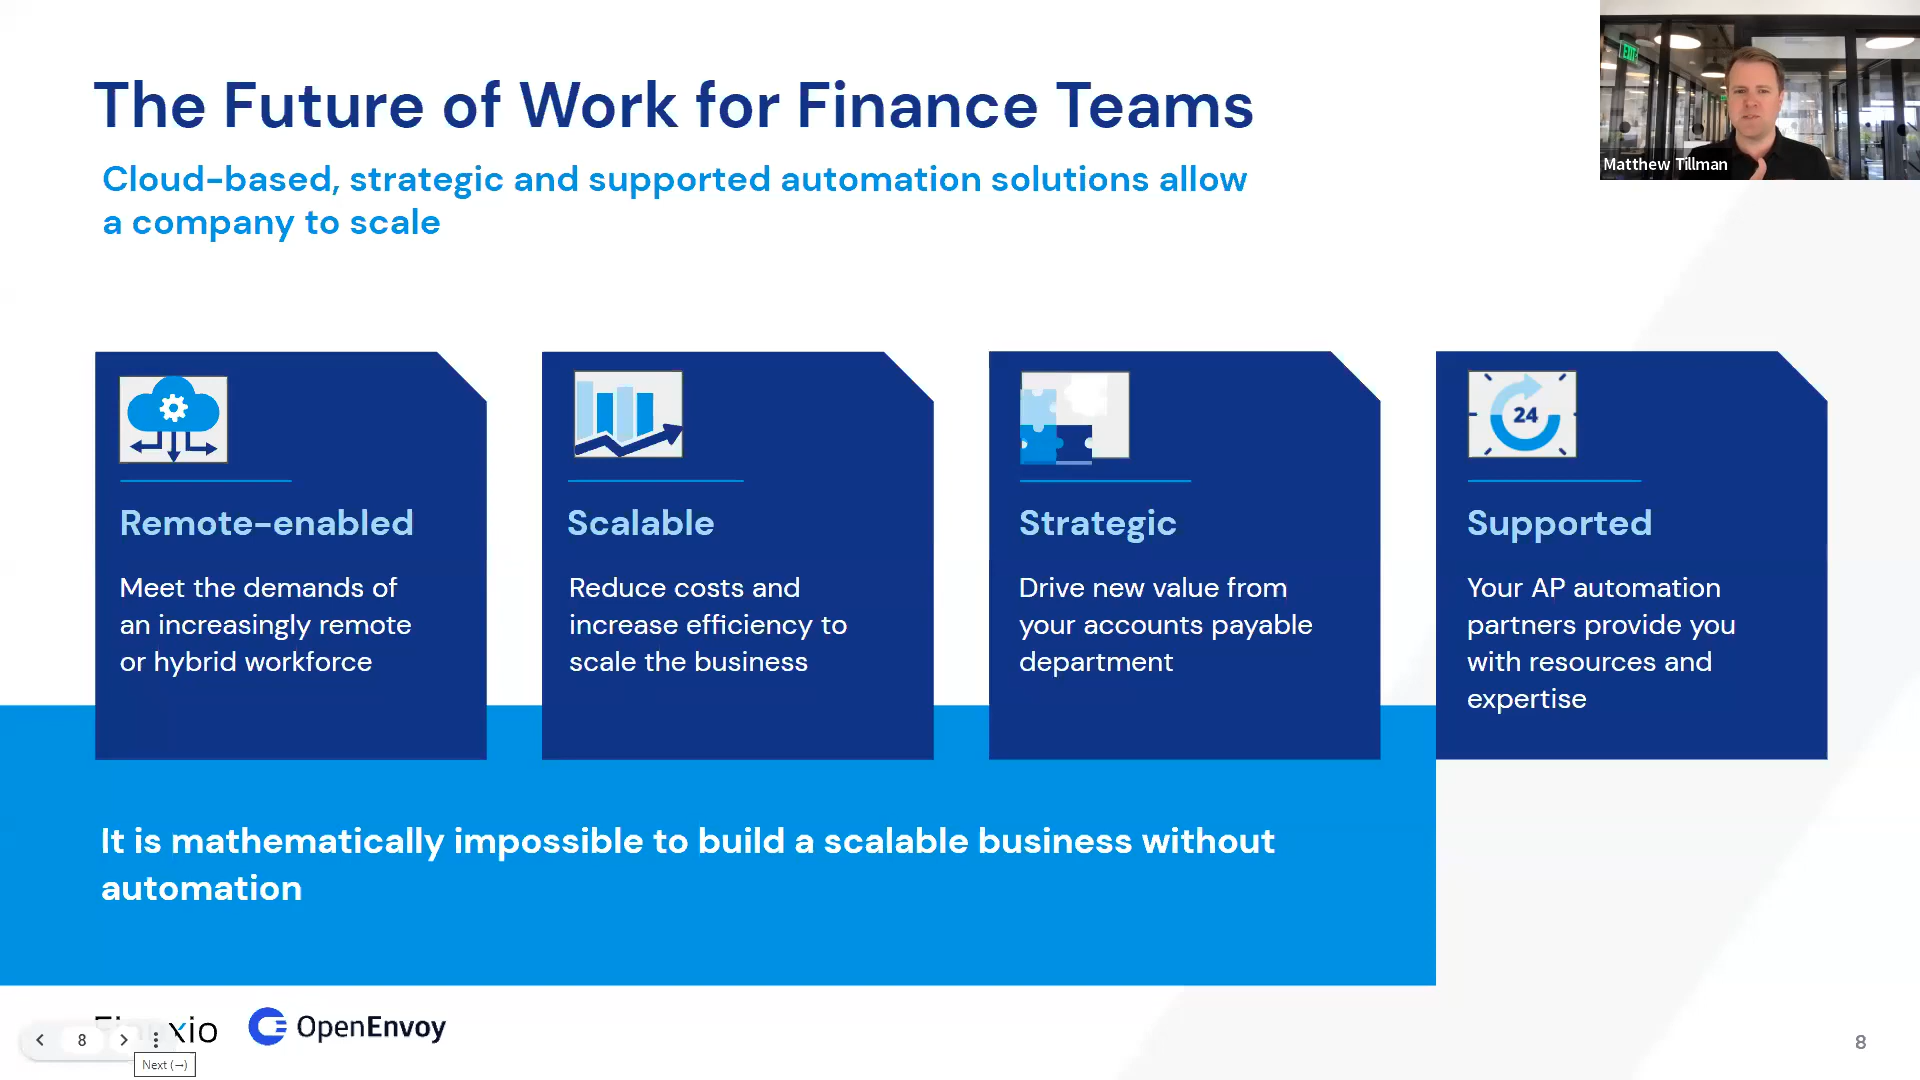 The Future of Work for Finance Teams
Cloud-based, strategic and supported automation solutions allow
a company to scale
EXIT
Matthew Tillman
Remote-enabled
Meet the demands of
an increasingly remote
or hybrid workforce
Scalable
Reduce costs and
increase efficiency to
scale the business
Strategic
Drive new value from
your accounts payable
department
24
Supported
Your AP automation
partners provide you
with resources and
expertise
It is mathematically impossible to build a scalable business without
automation
OpenEnvoy
8
Next (→)
8